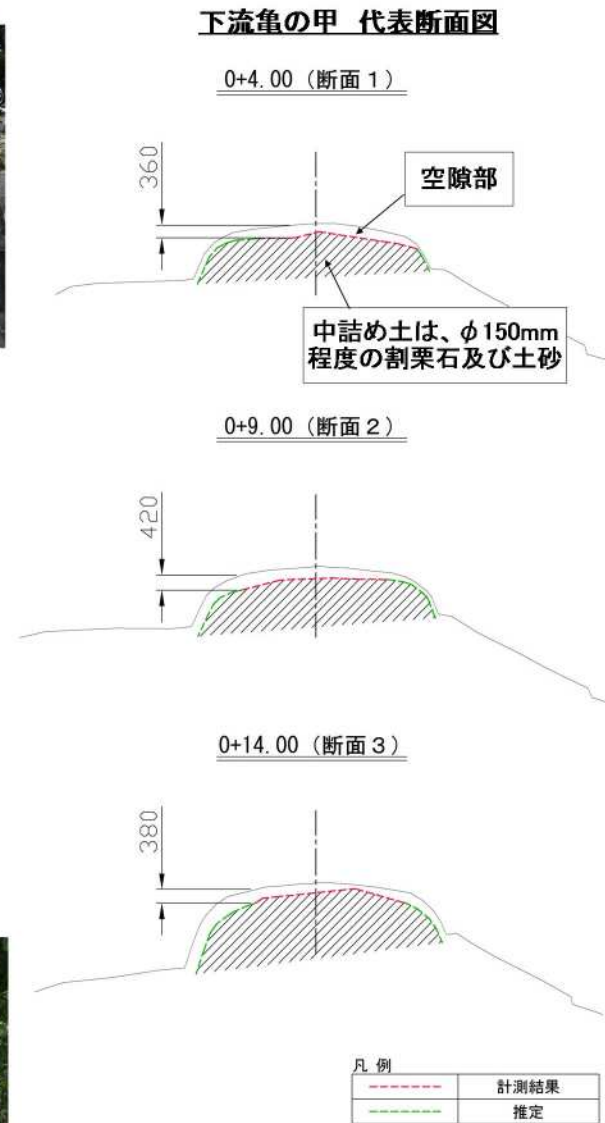 下流亀の甲 代表断面図
0+4.00（断面１）
360
空隙部
中詰め土は、φ150mm
程度の割栗石及び土砂
0+9.00（断面２）
420
0+14.00（断面３）
380
凡 例
計測結果
推定